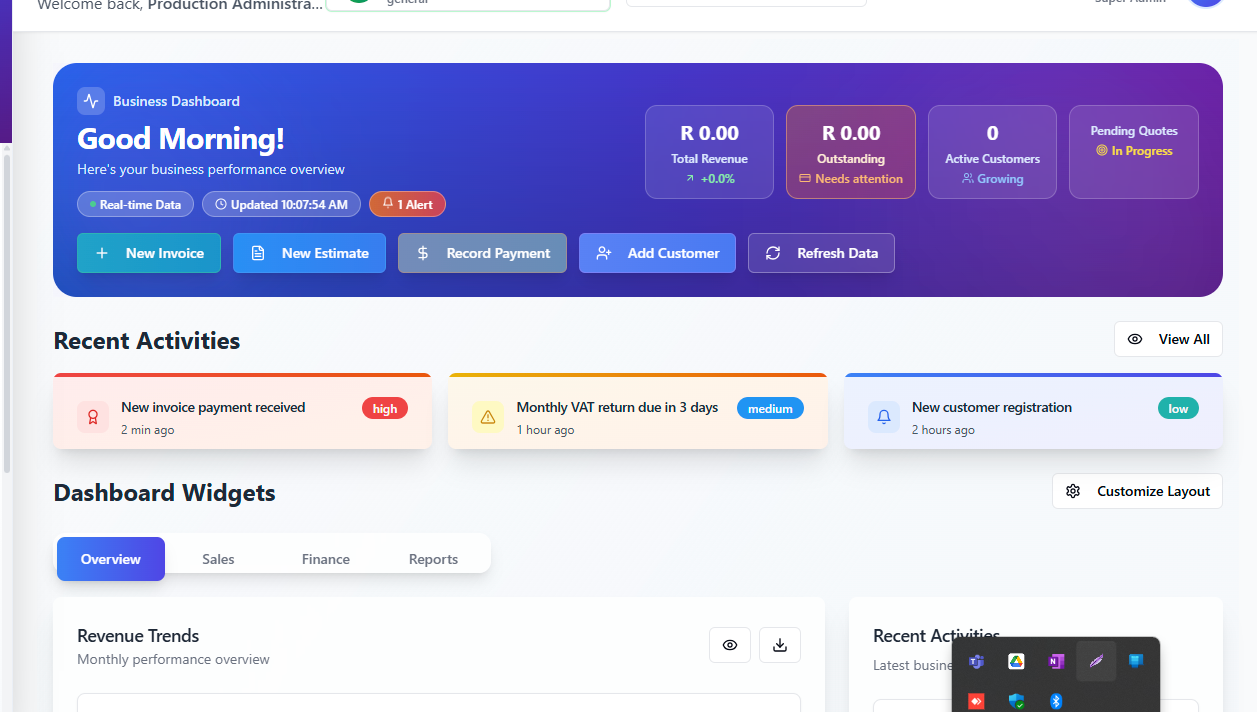 Welcome back, Production Administra...
general
Super Admin
Business Dashboard
Good Morning!
Here's your business performance overview
Real-time Data
Updated 10:07:54 AM
1 Alert
R 0.00
Total Revenue
+0.0%
R 0.00
Outstanding
Needs attention
0
Active Customers
Growing
Pending Quotes
In Progress
New Invoice
New Estimate
Record Payment
Add Customer
Refresh Data
Recent Activities
View All
New invoice payment received
high
2 min ago
Monthly VAT return due in 3 days
medium
1 hour ago
New customer registration
low
2 hours ago
Dashboard Widgets
Customize Layout
Overview
Sales
Finance
Reports
Revenue Trends
Monthly performance overview
Recent Activities
Latest busine